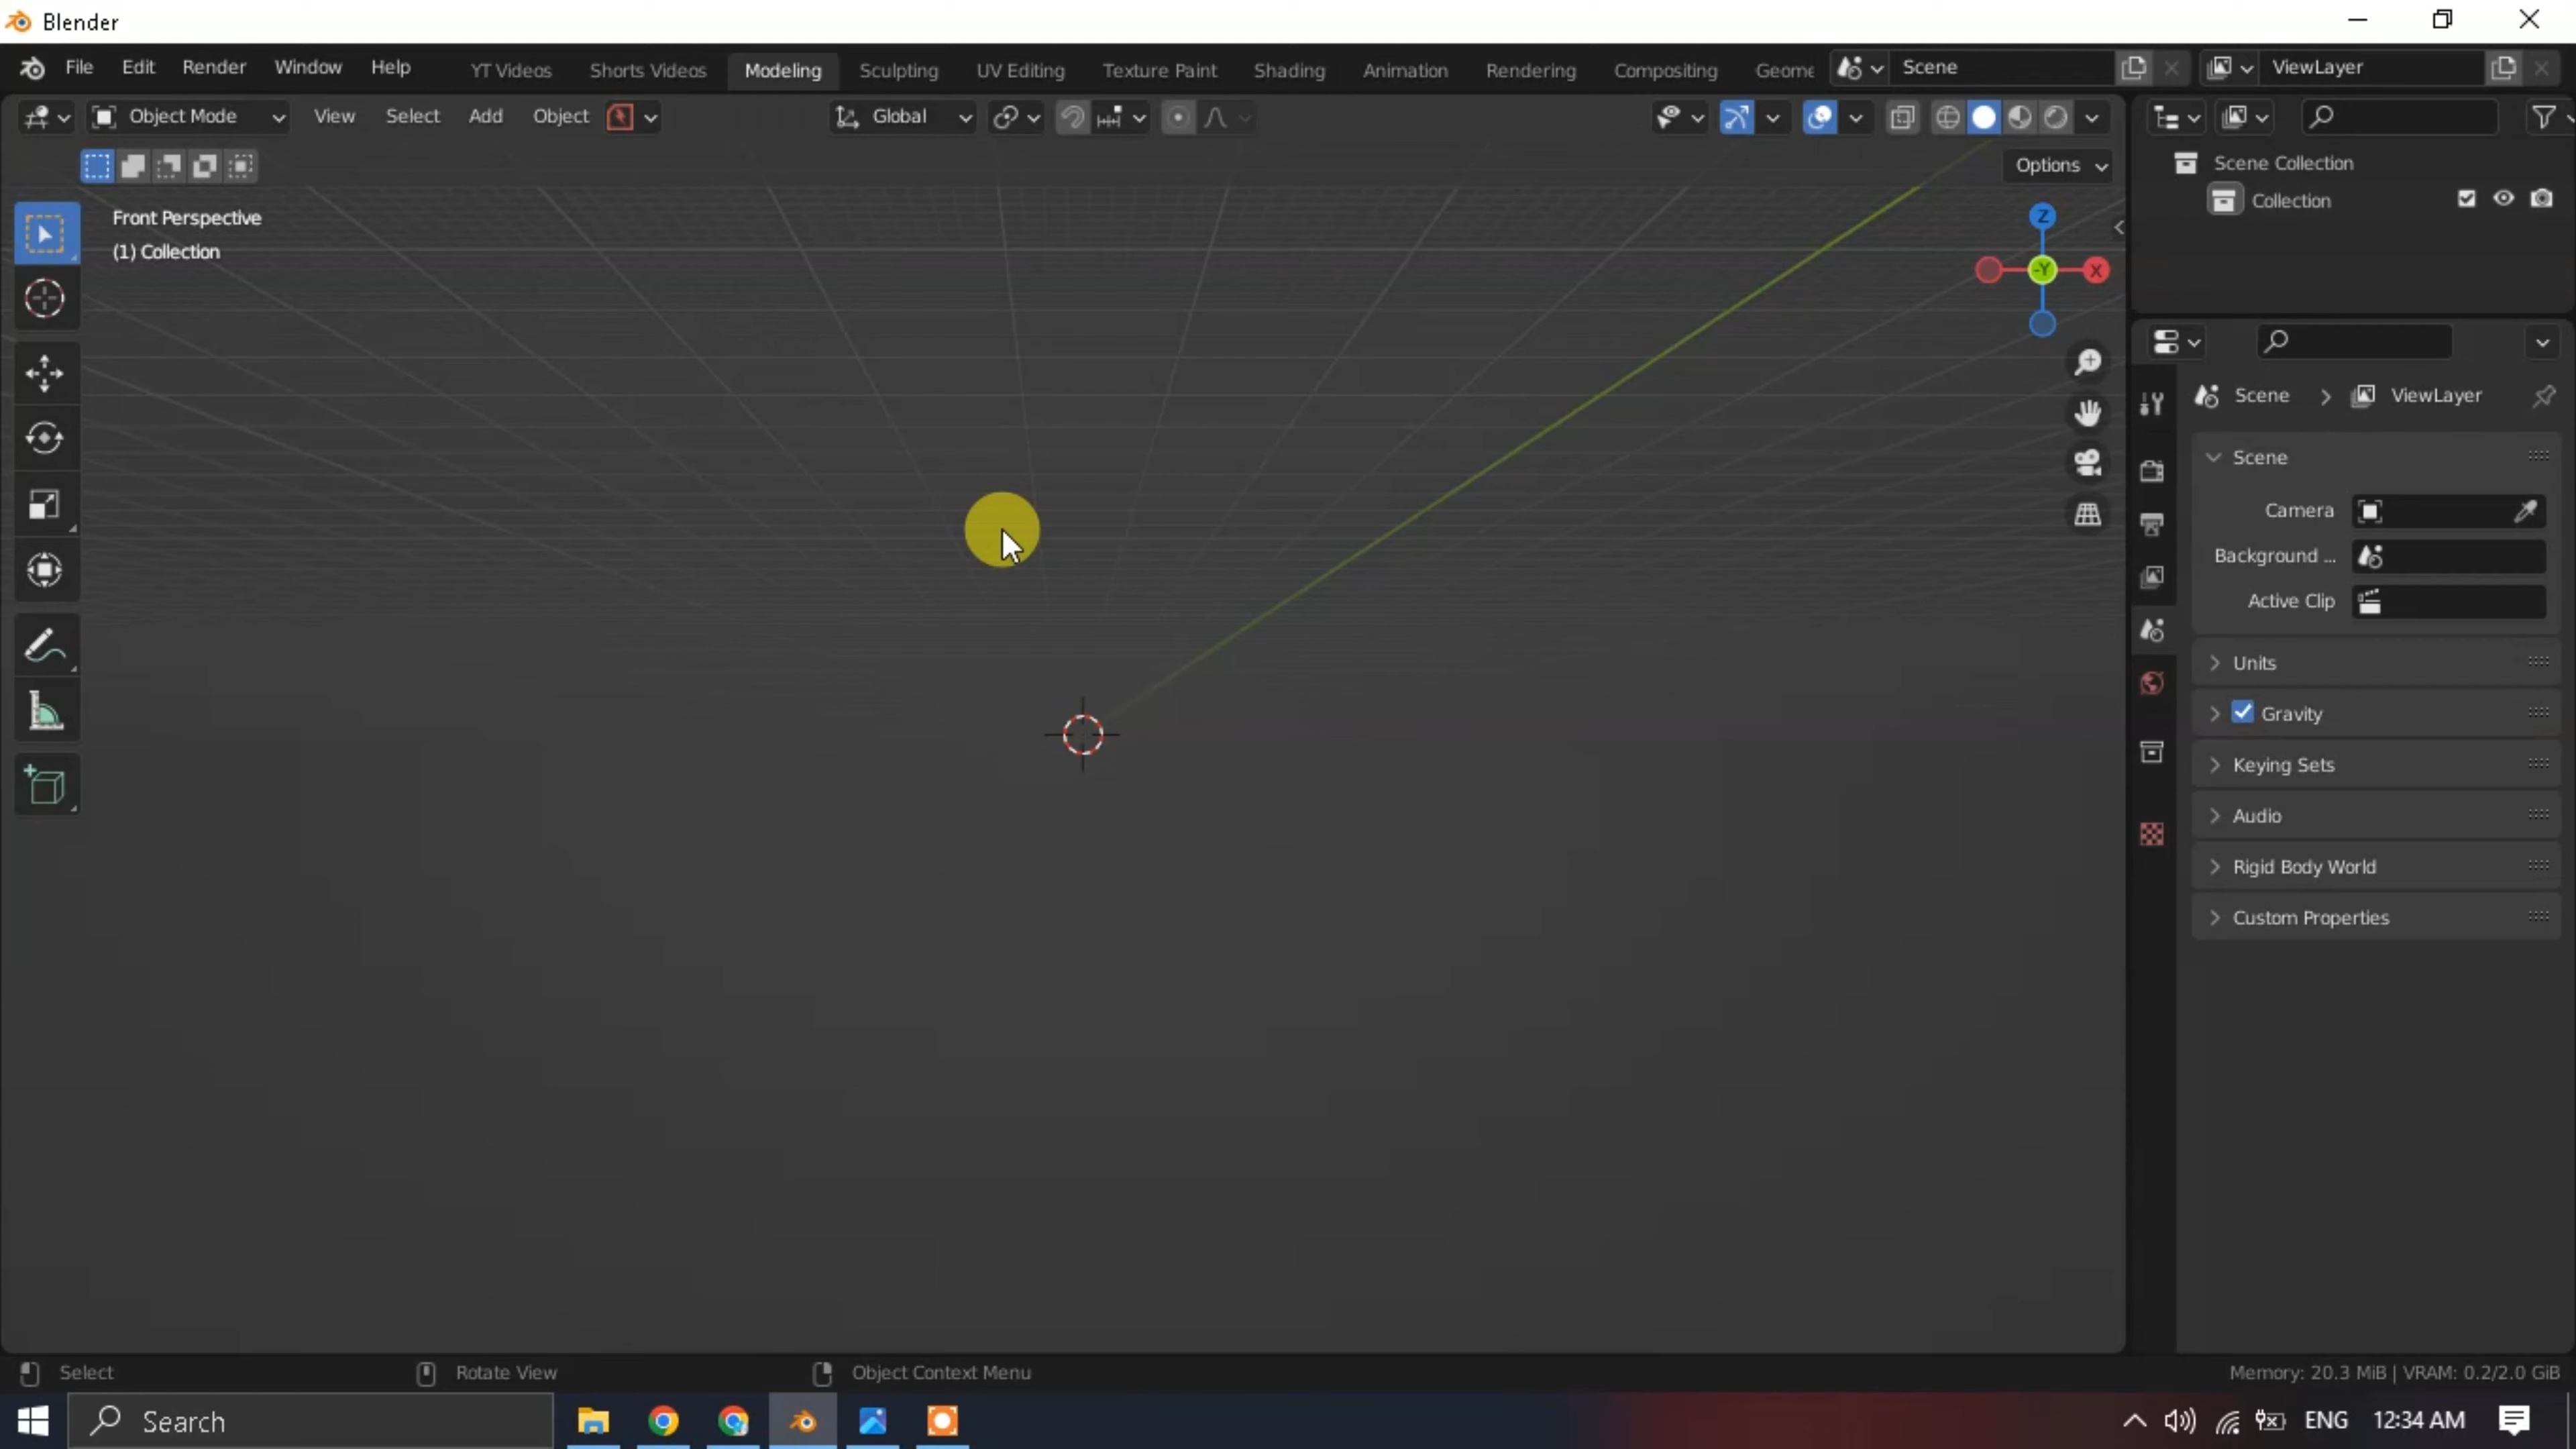 Blender
File Edit Render Window Help YT Videos Shorts Videos Modeling Sculpting UV Editing Texture Paint Shading Animation Rendering Compositing Geome Scene ViewLayer
Object Mode View Select Add Object Global
Options
Front Perspective
(1) Collection
Z
-Y X
Scene Collection
Collection
Scene > ViewLayer
Scene
Camera
Background ...
Active Clip
Units
Gravity
Keying Sets
Audio
Rigid Body World
Custom Properties
Select Rotate View Object Context Menu Memory: 20.3 MiB | VRAM: 0.2/2.0 GiB
Search ENG 12:34 AM